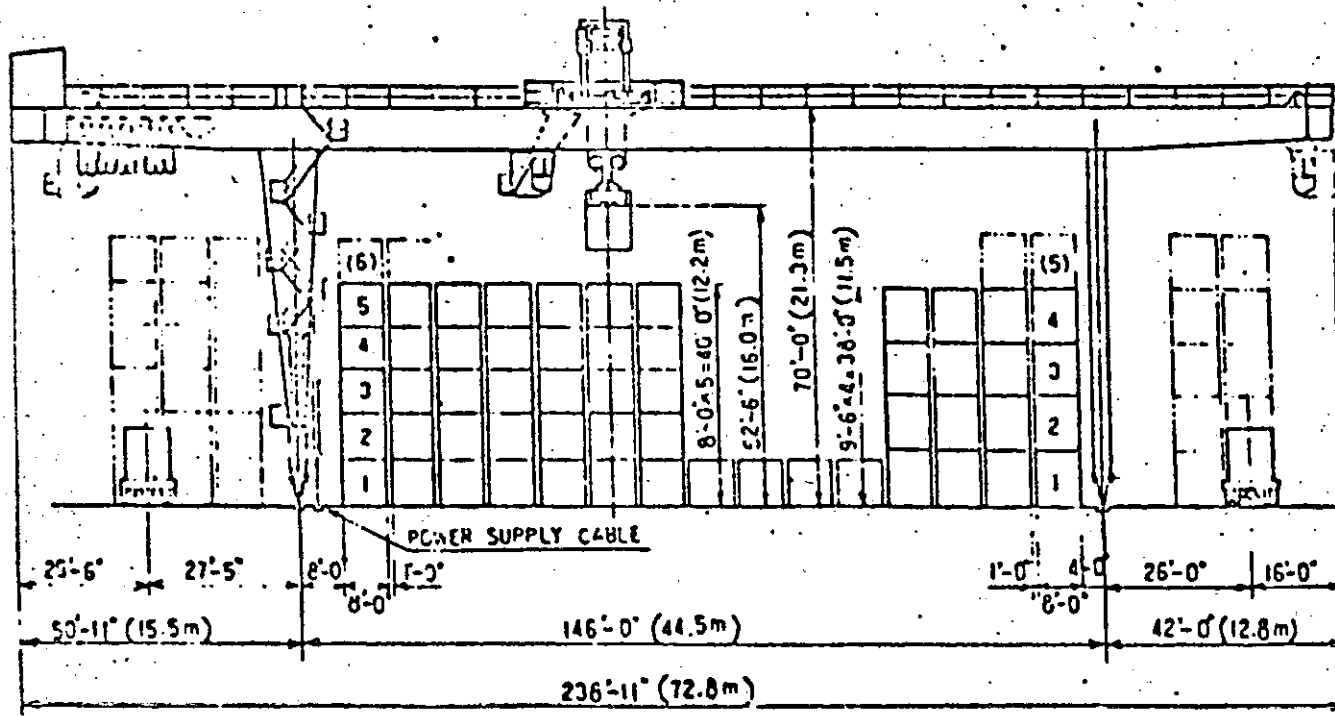 (6)
5
4
3
2
1
8'-0"×5=40'0"(12.2m)
52'-6" (16.0m)
70'-0" (21.3m)
9'-6"×4=38'-0"(11.5m)
(5)
4
3
2
1
POWER SUPPLY CABLE
27'-5"
8'-0
1'-0"
8'-0"
1'-0"
4'-0
8'-0"
26'-0"
16'-0"
50'-11" (15.5m)
146'-0" (44.5m)
42'-0"(12.8m)
238'-11" (72.8m)